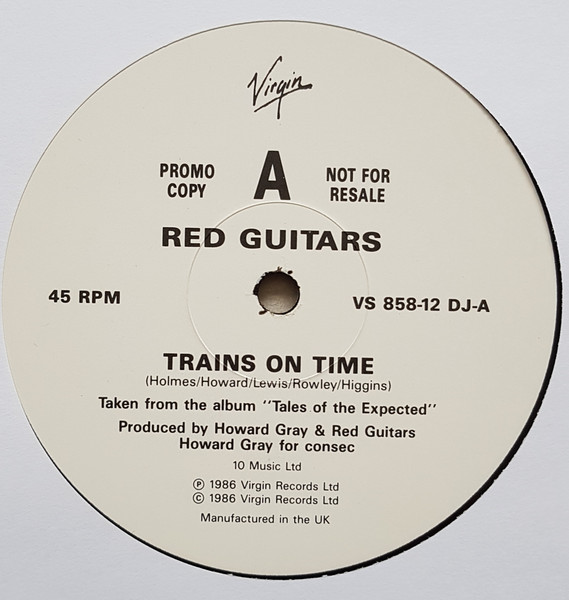 Virgin
PROMO COPY
A
NOT FOR RESALE
RED GUITARS
45 RPM
VS 858-12 DJ-A
TRAINS ON TIME
(Holmes/Howard/Lewis/Rowley/Higgins)
Taken from the album "Tales of the Expected"
Produced by Howard Gray & Red Guitars
Howard Gray for consec
10 Music Ltd
℗ 1986 Virgin Records Ltd
© 1986 Virgin Records Ltd
Manufactured in the UK